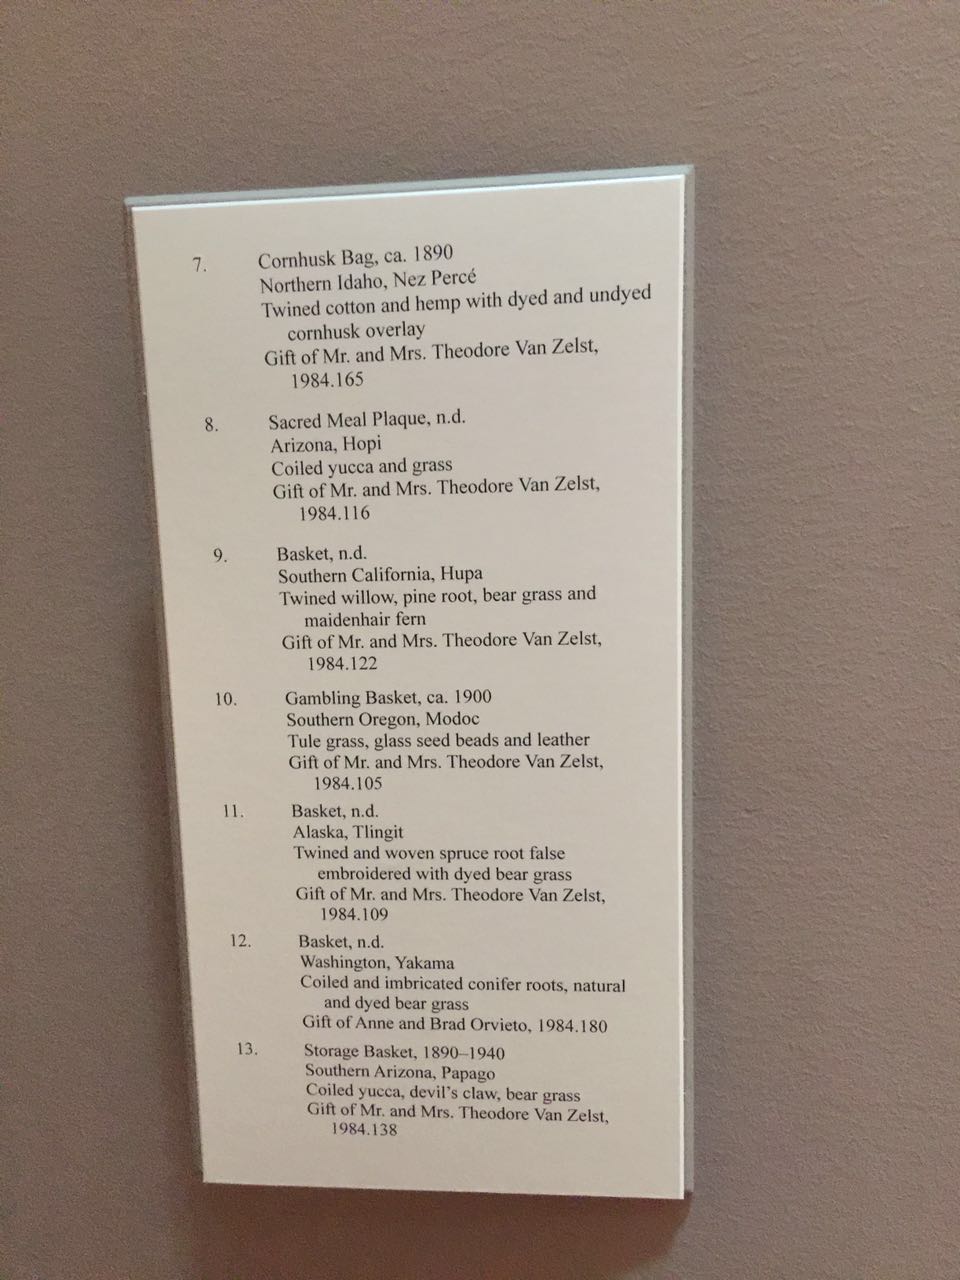 7. Cornhusk Bag, ca. 1890
Northern Idaho, Nez Percé
Twined cotton and hemp with dyed and undyed
cornhusk overlay
Gift of Mr. and Mrs. Theodore Van Zelst,
1984.165
8. Sacred Meal Plaque, n.d.
Arizona, Hopi
Coiled yucca and grass
Gift of Mr. and Mrs. Theodore Van Zelst,
1984.116
9. Basket, n.d.
Southern California, Hupa
Twined willow, pine root, bear grass and
maidenhair fern
Gift of Mr. and Mrs. Theodore Van Zelst,
1984.122
10. Gambling Basket, ca. 1900
Southern Oregon, Modoc
Tule grass, glass seed beads and leather
Gift of Mr. and Mrs. Theodore Van Zelst,
1984.105
11. Basket, n.d.
Alaska, Tlingit
Twined and woven spruce root false
embroidered with dyed bear grass
Gift of Mr. and Mrs. Theodore Van Zelst,
1984.109
12. Basket, n.d.
Washington, Yakama
Coiled and imbricated conifer roots, natural
and dyed bear grass
Gift of Anne and Brad Orvieto, 1984.180
13. Storage Basket, 1890–1940
Southern Arizona, Papago
Coiled yucca, devil's claw, bear grass
Gift of Mr. and Mrs. Theodore Van Zelst,
1984.138